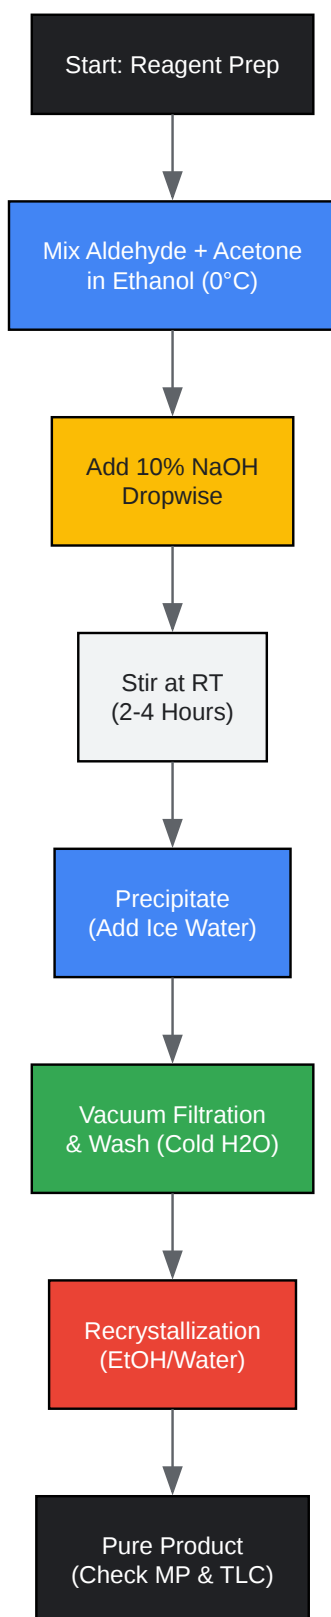 Start: Reagent Prep
Mix Aldehyde + Acetone
in Ethanol (0°C)
Add 10% NaOH
Dropwise
Stir at RT
(2-4 Hours)
Precipitate
(Add Ice Water)
Vacuum Filtration
& Wash (Cold H2O)
Recrystallization
(EtOH/Water)
Pure Product
(Check MP & TLC)